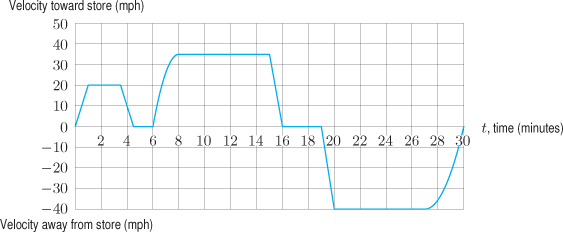 Velocity toward store (mph)
50
40
30
20
10
0
2 4 6 8 10 12 14 16 18 20 22 24 26 28 30
t, time (minutes)
−10
−20
−30
−40
Velocity away from store (mph)